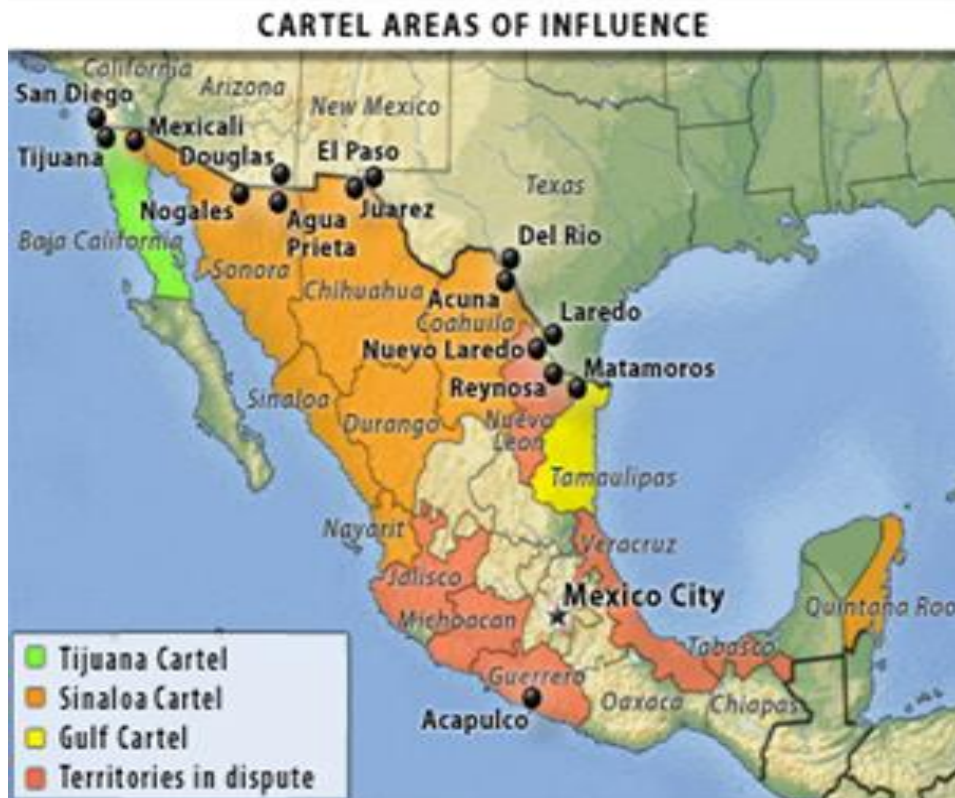 CARTEL AREAS OF INFLUENCE
California
Arizona
New Mexico
San Diego
Mexicali
Tijuana
Douglas
El Paso
Texas
Nogales
Agua
Prieta
Juarez
Baja California
Sonora
Chihuahua
Del Rio
Acuna
Coahuila
Laredo
Nuevo Laredo
Matamoros
Reynosa
Sinaloa
Durango
Nuevo
Leon
Tamaulipas
Nayarit
Veracruz
Jalisco
Mexico City
Michoacan
Quintana Roo
Tabasco
Guerrero
Oaxaca
Chiapas
Acapulco
Tijuana Cartel
Sinaloa Cartel
Gulf Cartel
Territories in dispute